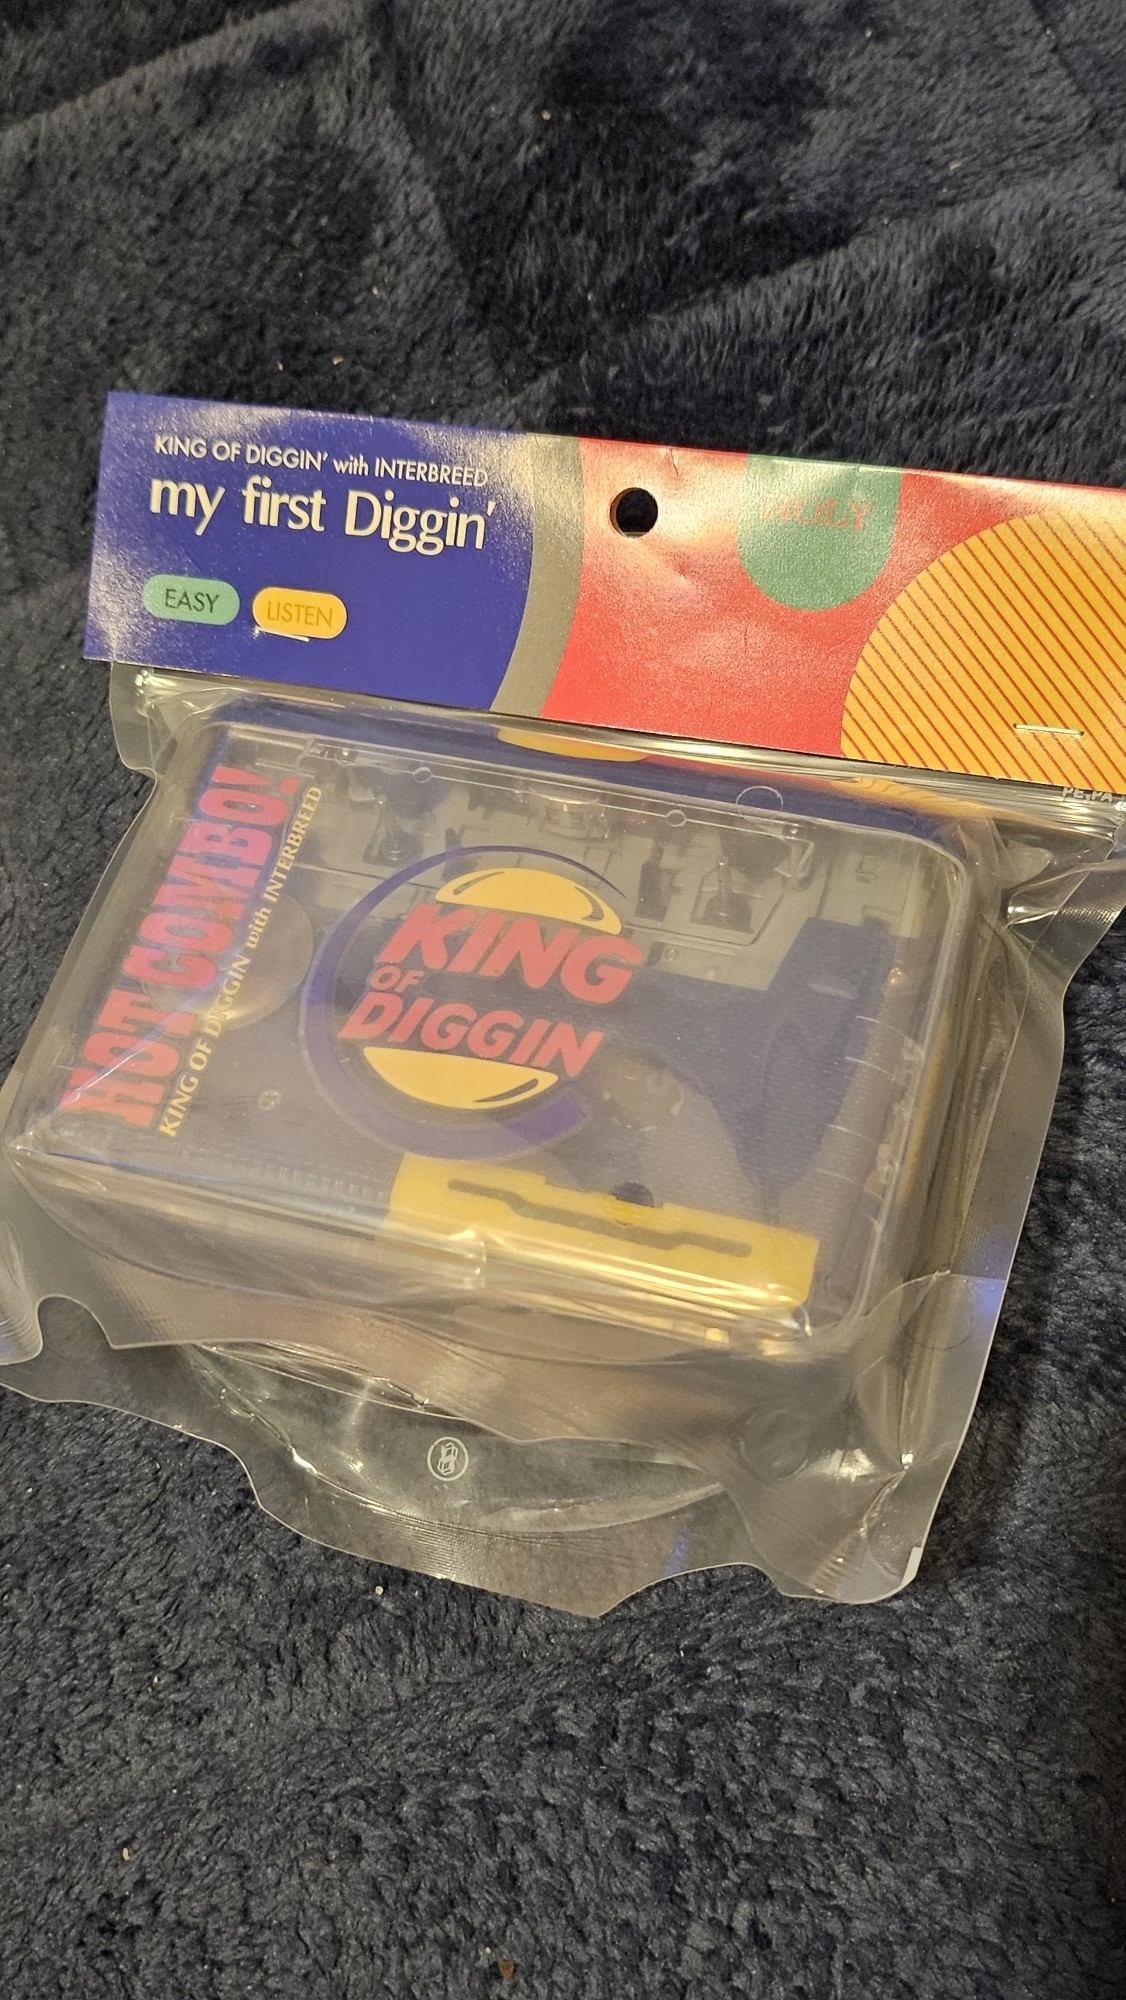 KING OF DIGGIN' with INTERBREED
my first Diggin'
EASY
LISTEN
HOT COMBO!
KING OF DIGGIN with INTERBREED
KING
OF
DIGGIN